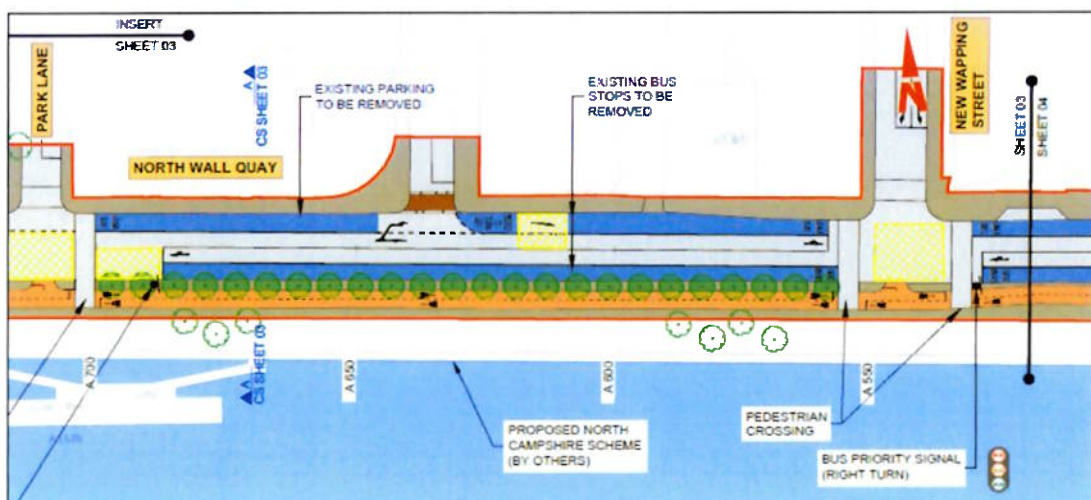 INSERT
SHEET 03
PARK LANE
A
CS SHEET 03
EXISTING PARKING
TO BE REMOVED
EXISTING BUS
STOPS TO BE
REMOVED
N
NEW WAPPING
STREET
SHEET 03
SHEET 04
NORTH WALL QUAY
A 700
A
CS SHEET 03
A 650
A 600
A 550
PROPOSED NORTH
CAMPSHIRE SCHEME
(BY OTHERS)
PEDESTRIAN
CROSSING
BUS PRIORITY SIGNAL
(RIGHT TURN)